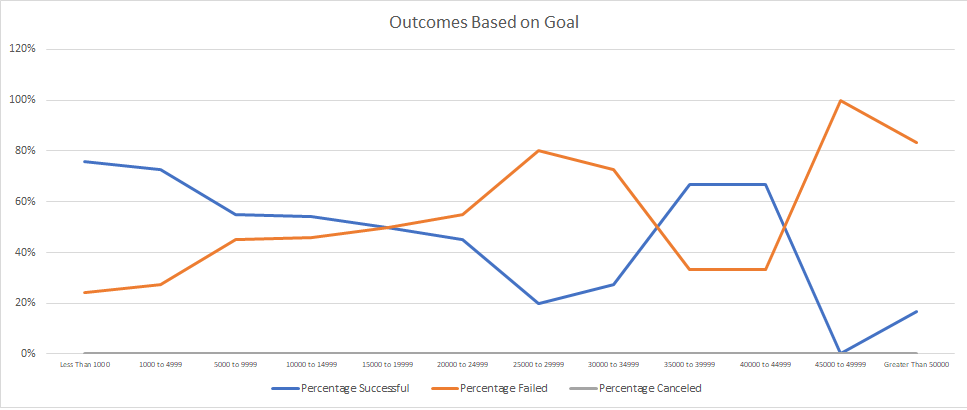 Outcomes Based on Goal
120%
100%
80%
60%
40%
20%
0%
Less Than 1000 1000 to 4999 5000 to 9999 10000 to 14999 15000 to 19999 20000 to 24999 25000 to 29999 30000 to 34999 35000 to 39999 40000 to 44999 45000 to 49999 Greater Than 50000
Percentage Successful Percentage Failed Percentage Canceled